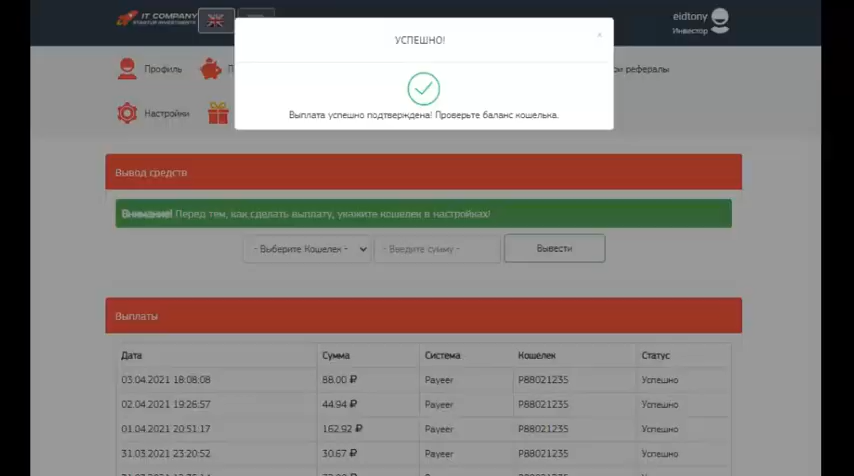 IT COMPANY
STARTUP INVESTMENTS
eidtony
Инвестор
УСПЕШНО!
×
Выплата успешно подтверждена! Проверьте баланс кошелька.
Профиль
рефералы
Настройки
Вывод средств
Внимание! Перед тем, как сделать выплату, укажите кошелек в настройках!
- Выберите Кошелек -
- Введите сумму -
Вывести
Выплаты
Дата Сумма Система Кошелек Статус
03.04.2021 18:08:08 88.00 ₽ Payeer P88021235 Успешно
02.04.2021 19:26:57 44.94 ₽ Payeer P88021235 Успешно
01.04.2021 20:51:17 162.92 ₽ Payeer P88021235 Успешно
31.03.2021 23:20:52 30.67 ₽ Payeer P88021235 Успешно